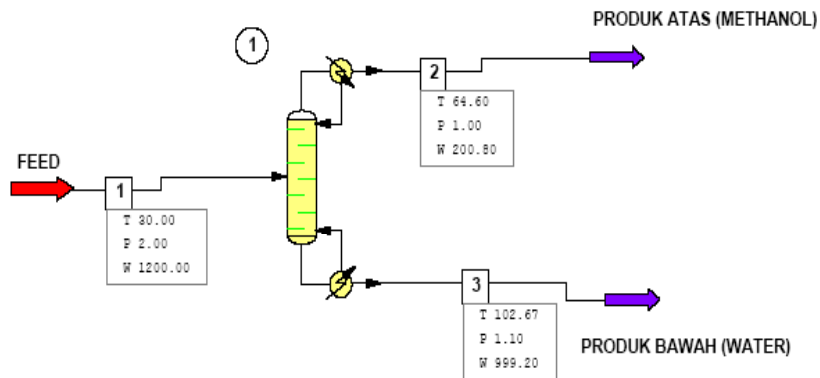 PRODUK ATAS (METHANOL)
1
2
T 64.60
P 1.00
W 200.80
FEED
1
T 30.00
P 2.00
W 1200.00
3
T 102.67
P 1.10
W 999.20
PRODUK BAWAH (WATER)